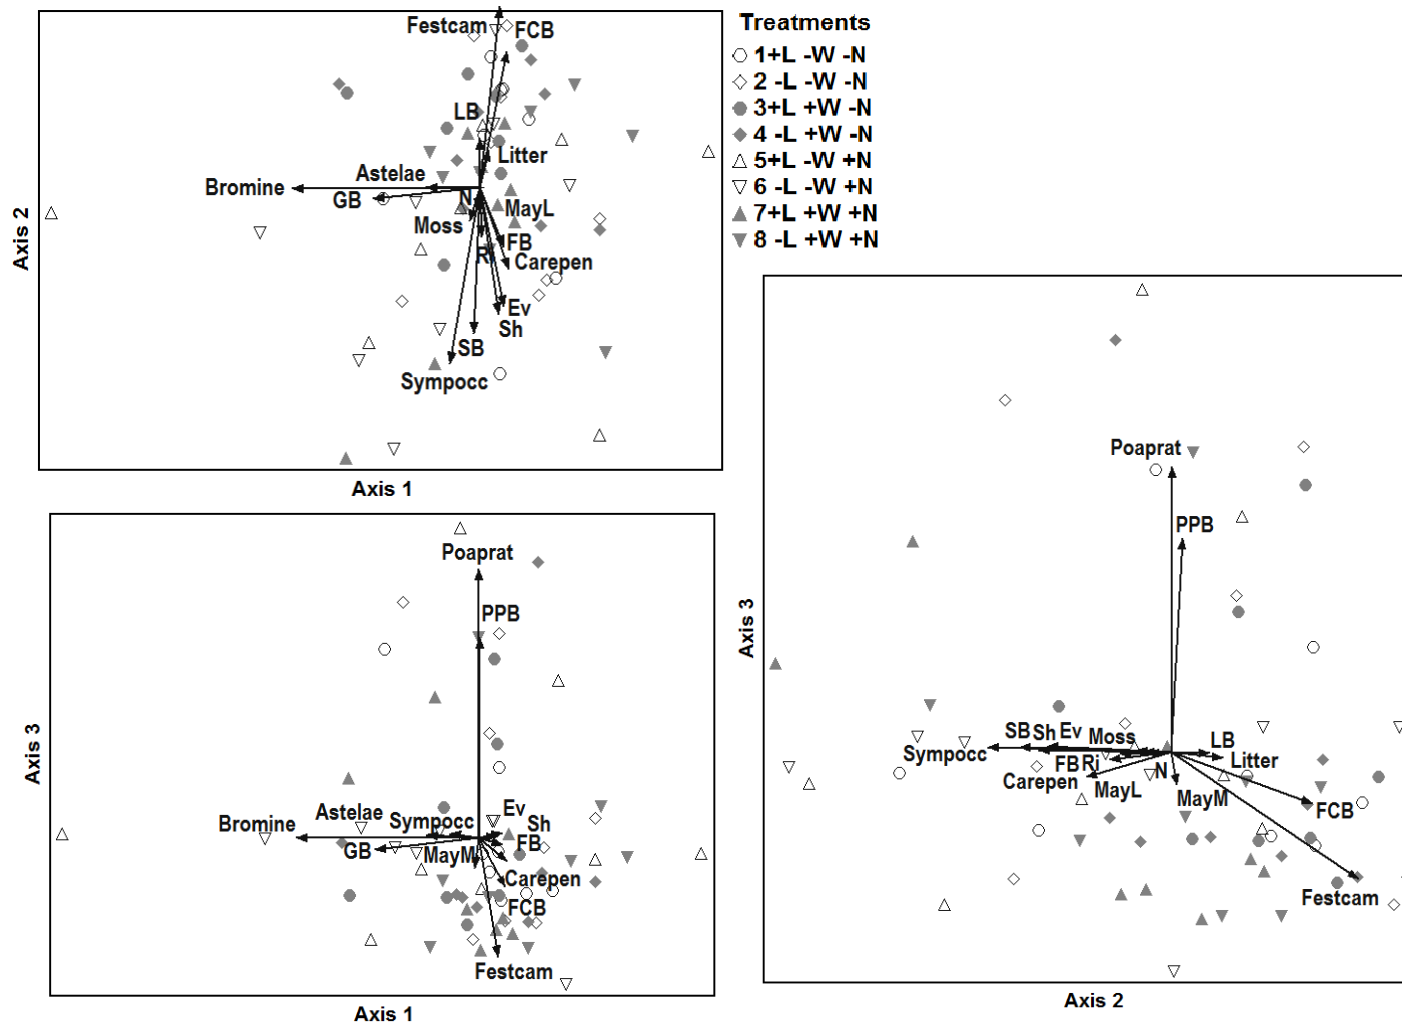 Treatments
1+L -W -N
2 -L -W -N
3+L +W -N
4 -L +W -N
5+L -W +N
6 -L -W +N
7+L +W +N
8 -L +W +N
Festcam
FCB
LB
Litter
Astelae
Bromine
GB
N
MayL
Moss
FB
Ri
Carepen
Ev
Sh
SB
Sympocc
Axis 2
Axis 1
Poaprat
PPB
Ev
Astelae
Sympocc
Sh
Bromine
FB
GB
MayM
Carepen
FCB
Festcam
Axis 3
Axis 1
Poaprat
PPB
SB
Sh
Ev
Moss
LB
Sympocc
Litter
FB
Ri
N
Carepen
MayL
MayM
FCB
Festcam
Axis 3
Axis 2